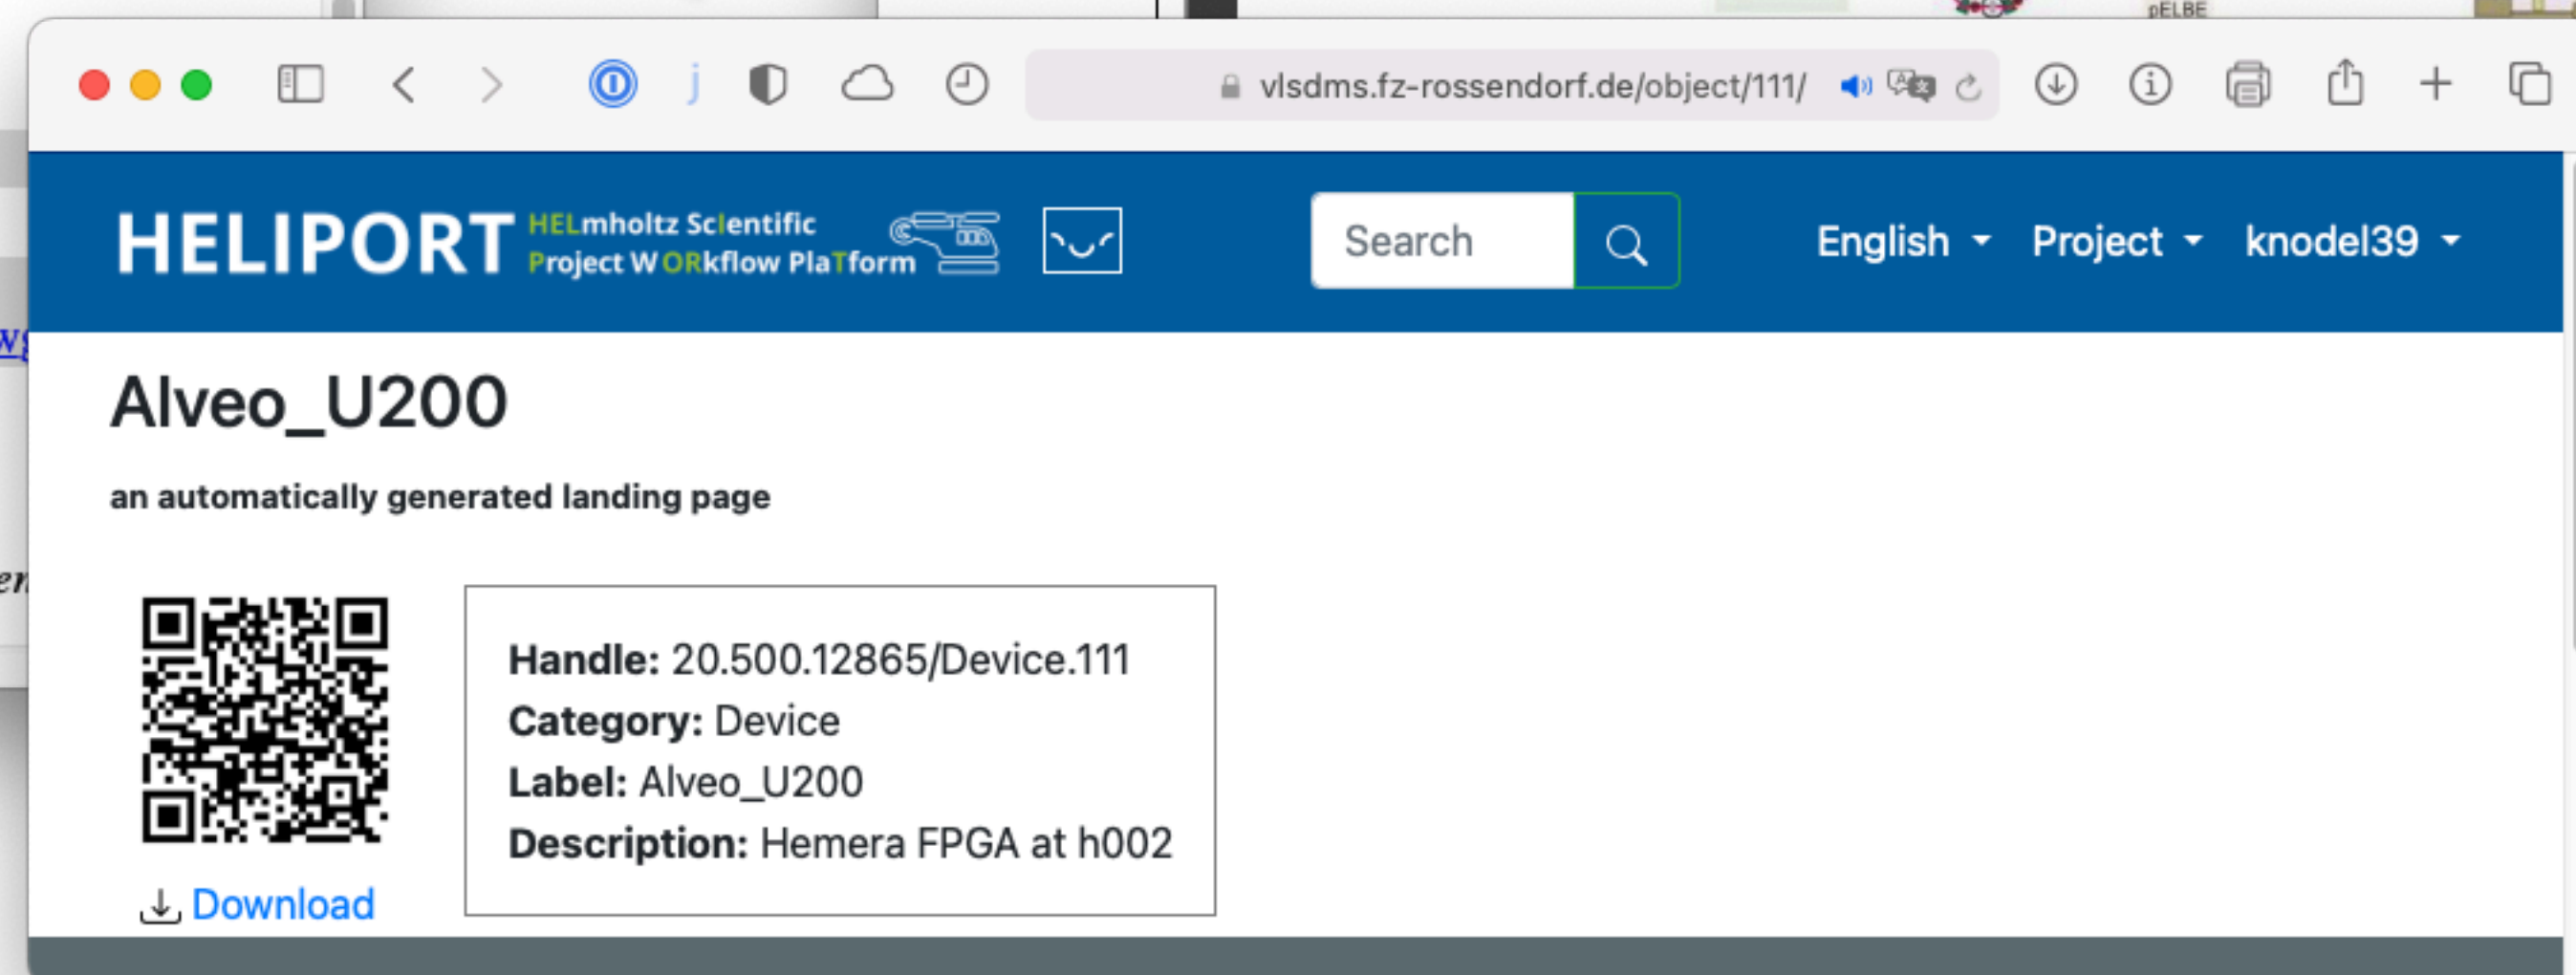 pELBE
vlsdms.fz-rossendorf.de/object/111/
HELIPORT
HELmholtz ScIentific
Project WORkflow PlaTform
Search
English
Project
knodel39
Alveo_U200
an automatically generated landing page
Handle: 20.500.12865/Device.111
Category: Device
Label: Alveo_U200
Description: Hemera FPGA at h002
Download